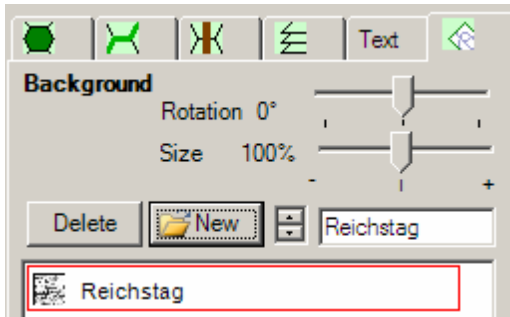 Text
Background
Rotation 0°
Size 100%
- +
Delete New Reichstag
Reichstag